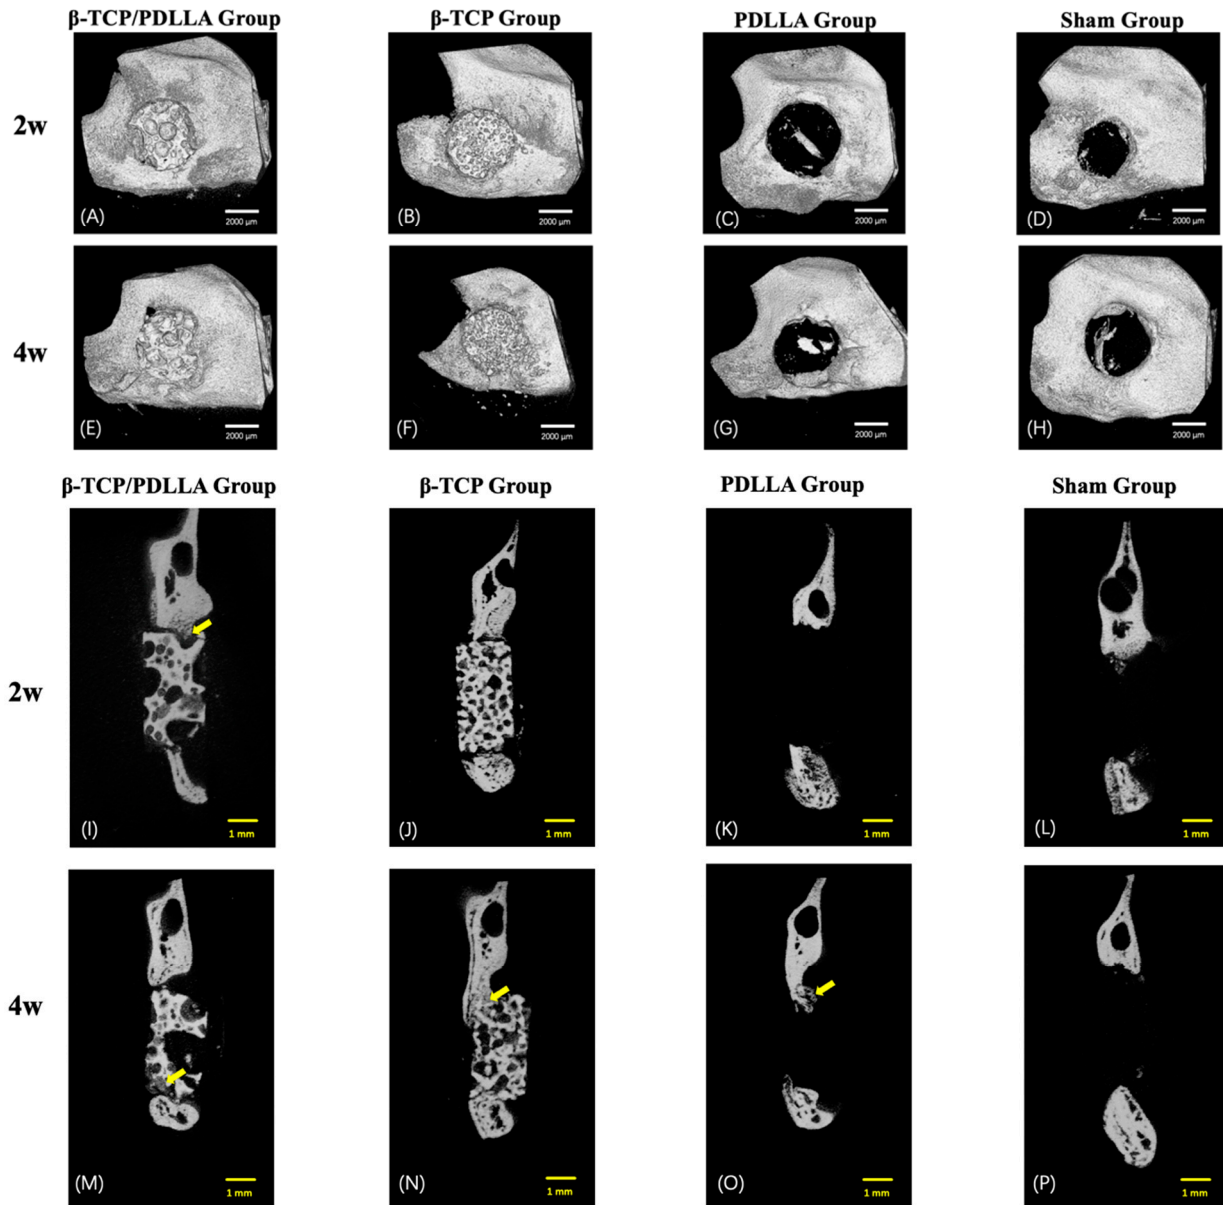 β-TCP/PDLLA Group β-TCP Group PDLLA Group Sham Group
2w
(A) 2000 µm (B) 2000 µm (C) 2000 µm (D) 2000 µm
4w
(E) 2000 µm (F) 2000 µm (G) 2000 µm (H) 2000 µm
β-TCP/PDLLA Group β-TCP Group PDLLA Group Sham Group
2w
(I) 1 mm (J) 1 mm (K) 1 mm (L) 1 mm
4w
(M) 1 mm (N) 1 mm (O) 1 mm (P) 1 mm